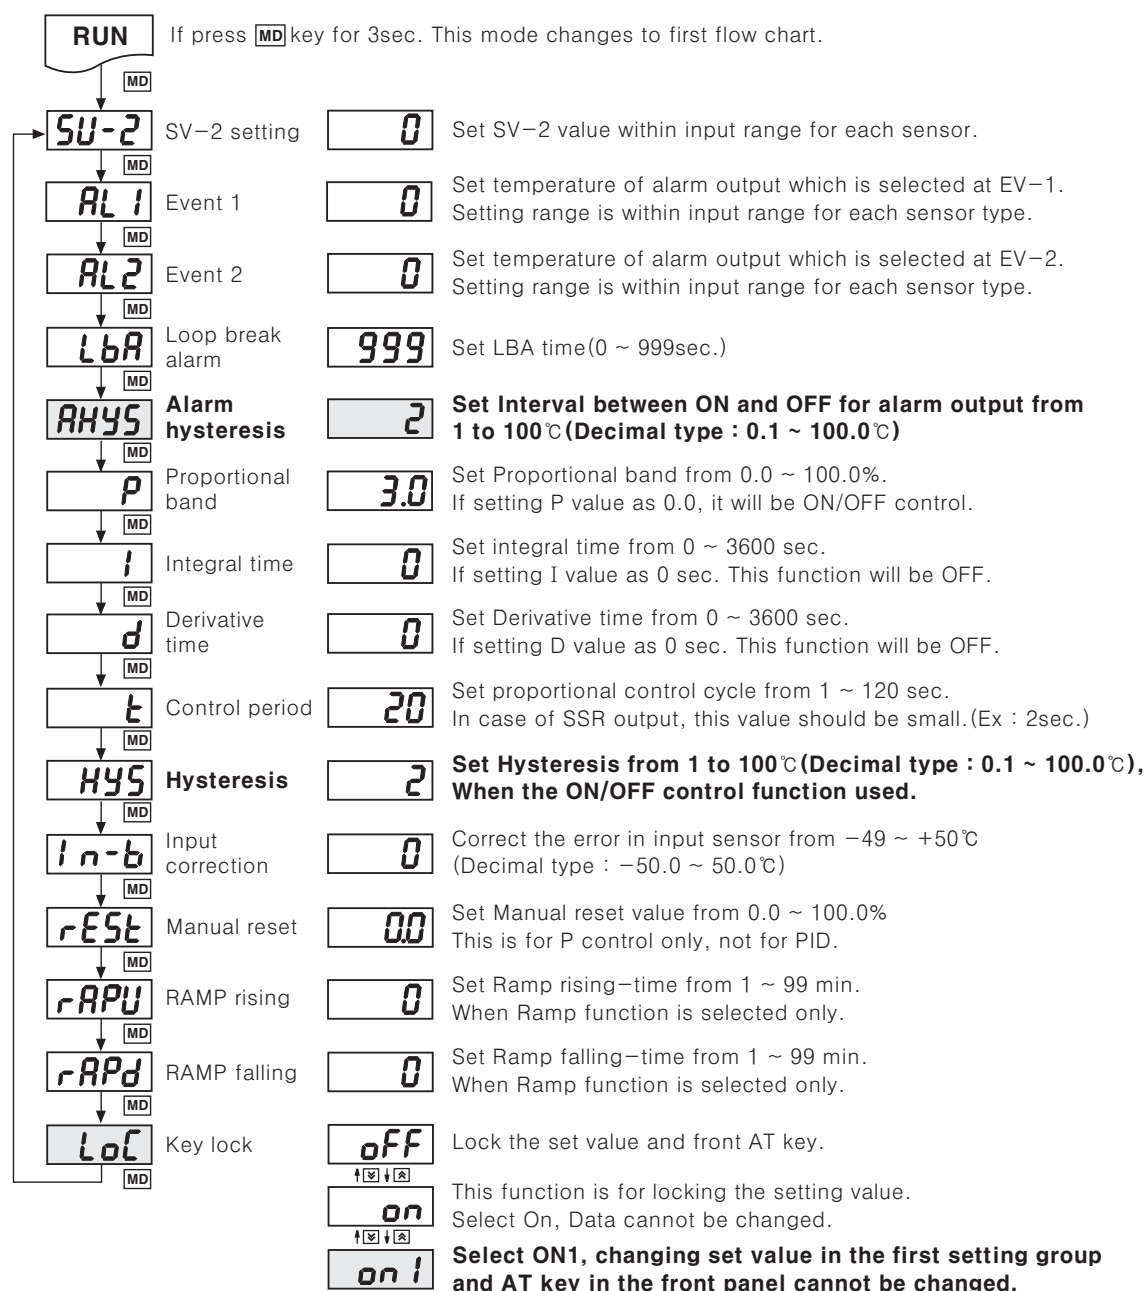 RUN If press MD key for 3sec. This mode changes to first flow chart.
MD
SV-2 SV-2 setting 0 Set SV-2 value within input range for each sensor.
MD
AL1 Event 1 0 Set temperature of alarm output which is selected at EV-1.
Setting range is within input range for each sensor type.
MD
AL2 Event 2 0 Set temperature of alarm output which is selected at EV-2.
Setting range is within input range for each sensor type.
MD
LbA Loop break
alarm 999 Set LBA time(0 ~ 999sec.)
MD
AHYS Alarm
hysteresis 2 Set Interval between ON and OFF for alarm output from
1 to 100℃(Decimal type : 0.1 ~ 100.0℃)
MD
P Proportional
band 3.0 Set Proportional band from 0.0 ~ 100.0%.
If setting P value as 0.0, it will be ON/OFF control.
MD
I Integral time 0 Set integral time from 0 ~ 3600 sec.
If setting I value as 0 sec. This function will be OFF.
MD
d Derivative
time 0 Set Derivative time from 0 ~ 3600 sec.
If setting D value as 0 sec. This function will be OFF.
MD
t Control period 20 Set proportional control cycle from 1 ~ 120 sec.
In case of SSR output, this value should be small.(Ex : 2sec.)
MD
HYS Hysteresis 2 Set Hysteresis from 1 to 100℃(Decimal type : 0.1 ~ 100.0℃),
When the ON/OFF control function used.
MD
In-b Input
correction 0 Correct the error in input sensor from -49 ~ +50℃
(Decimal type : -50.0 ~ 50.0℃)
MD
rESt Manual reset 0.0 Set Manual reset value from 0.0 ~ 100.0%
This is for P control only, not for PID.
MD
rAPU RAMP rising 0 Set Ramp rising-time from 1 ~ 99 min.
When Ramp function is selected only.
MD
rAPd RAMP falling 0 Set Ramp falling-time from 1 ~ 99 min.
When Ramp function is selected only.
MD
LoC Key lock oFF Lock the set value and front AT key.
MD
on This function is for locking the setting value.
Select On, Data cannot be changed.
on1 Select ON1, changing set value in the first setting group
and AT key in the front panel cannot be changed.